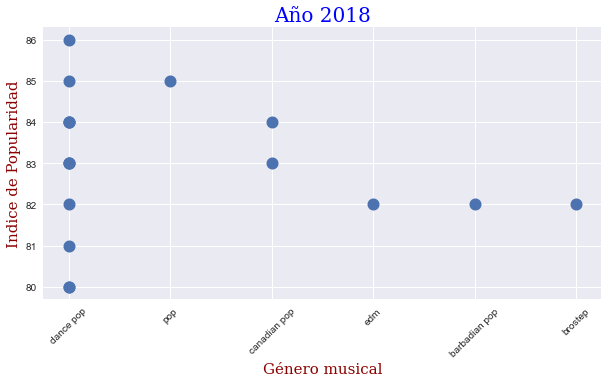 Año 2018
Indice de Popularidad
86
85
84
83
82
81
80
dance pop
pop
canadian pop
edm
barbadian pop
brostep
Género musical